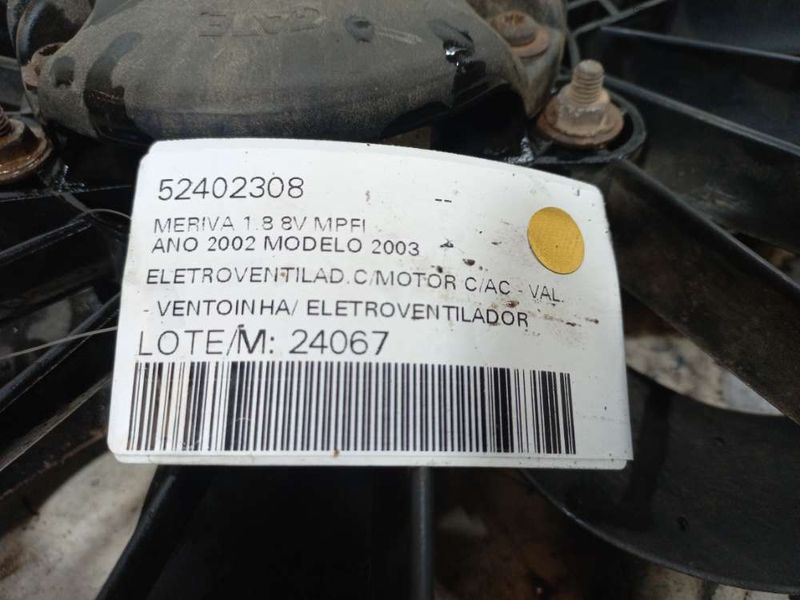 52402308
MERIVA 1.8 8V MPFI
ANO 2002 MODELO 2003
ELETROVENTILAD.C/MOTOR C/AC - VAL.
- VENTOINHA/ ELETROVENTILADOR
LOTE/M: 24067